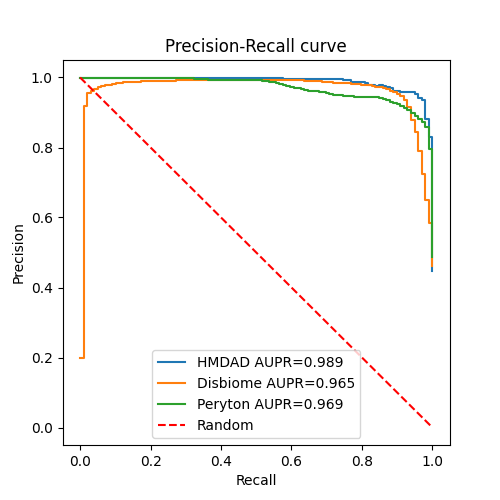 Precision-Recall curve
Precision
1.0
0.8
0.6
0.4
0.2
0.0
HMDAD AUPR=0.989
Disbiome AUPR=0.965
Peryton AUPR=0.969
Random
0.0 0.2 0.4 0.6 0.8 1.0
Recall